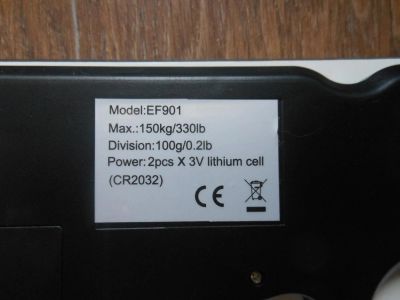 Model:EF901
Max.:150kg/330lb
Division:100g/0.2lb
Power: 2pcs X 3V lithium cell
(CR2032)
CE